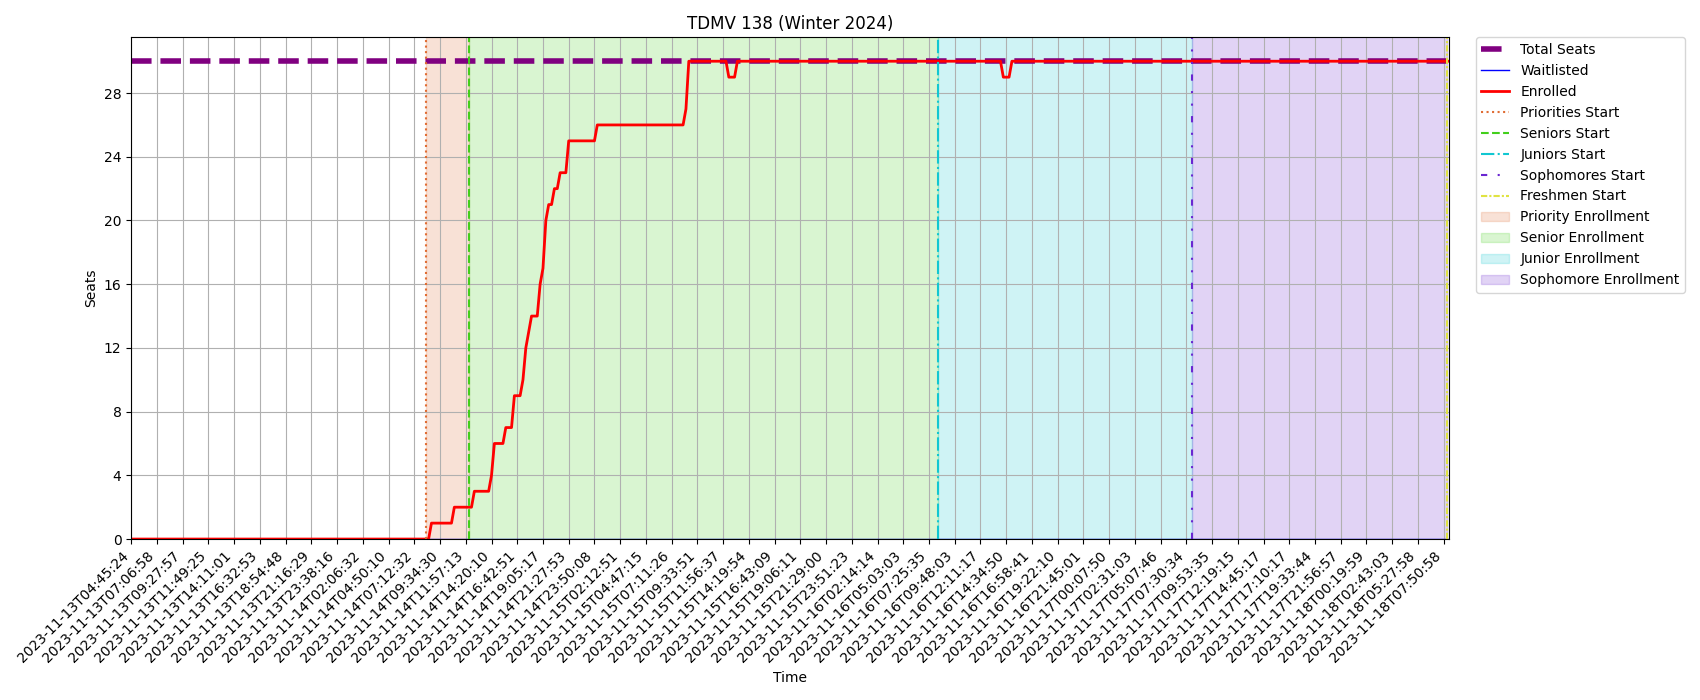 TDMV 138 (Winter 2024)
Total Seats
Waitlisted
Enrolled
Priorities Start
Seniors Start
Juniors Start
Sophomores Start
Freshmen Start
Priority Enrollment
Senior Enrollment
Junior Enrollment
Sophomore Enrollment
Seats
28
24
20
16
12
8
4
0
2023-11-13T04:45:24
2023-11-13T07:06:58
2023-11-13T09:27:57
2023-11-13T11:49:25
2023-11-13T14:11:01
2023-11-13T16:32:53
2023-11-13T18:54:48
2023-11-13T21:16:29
2023-11-13T23:38:16
2023-11-14T02:06:32
2023-11-14T04:50:10
2023-11-14T07:12:32
2023-11-14T09:34:30
2023-11-14T11:57:13
2023-11-14T14:20:10
2023-11-14T16:42:51
2023-11-14T19:05:17
2023-11-14T21:27:53
2023-11-14T23:50:08
2023-11-15T02:12:51
2023-11-15T04:47:15
2023-11-15T07:11:26
2023-11-15T09:33:51
2023-11-15T11:56:37
2023-11-15T14:19:54
2023-11-15T16:43:09
2023-11-15T19:06:11
2023-11-15T21:29:00
2023-11-15T23:51:23
2023-11-16T02:14:14
2023-11-16T05:03:03
2023-11-16T07:25:35
2023-11-16T09:48:03
2023-11-16T12:11:17
2023-11-16T14:34:50
2023-11-16T16:58:41
2023-11-16T19:22:10
2023-11-16T21:45:01
2023-11-17T00:07:50
2023-11-17T02:31:03
2023-11-17T05:07:46
2023-11-17T07:30:34
2023-11-17T09:53:35
2023-11-17T12:19:15
2023-11-17T14:45:17
2023-11-17T17:10:17
2023-11-17T19:33:44
2023-11-17T21:56:57
2023-11-18T00:19:59
2023-11-18T02:43:03
2023-11-18T05:27:58
2023-11-18T07:50:58
Time